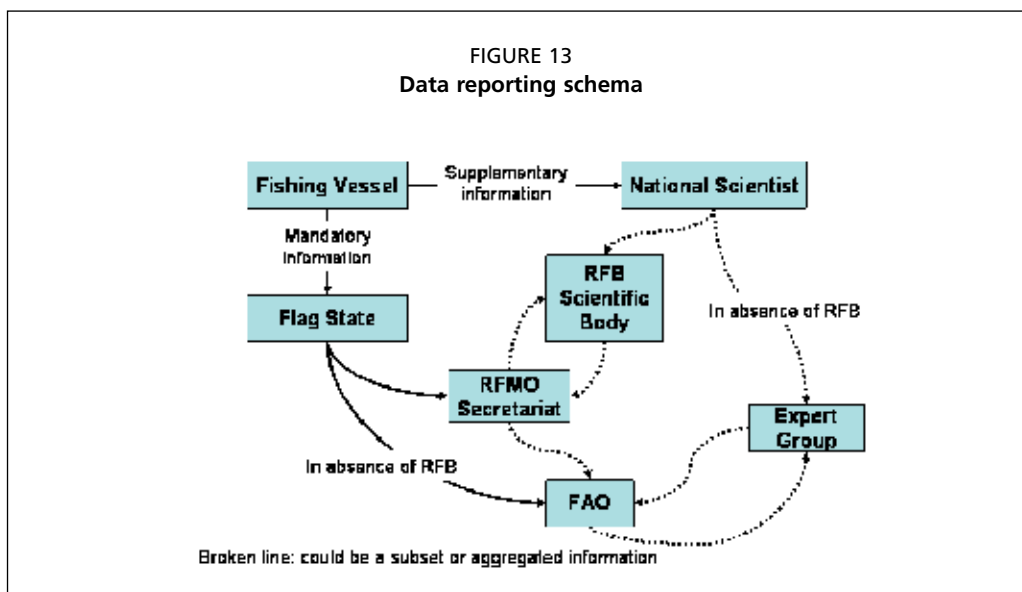 FIGURE 13
Data reporting schema
Fishing Vessel
Supplementary
information
National Scientist
Mandatory
information
RFB
Scientific
Body
In absence of RFB
Flag State
RFMO
Secretariat
Expert
Group
In absence of RFB
FAO
Broken line: could be a subset or aggregated information